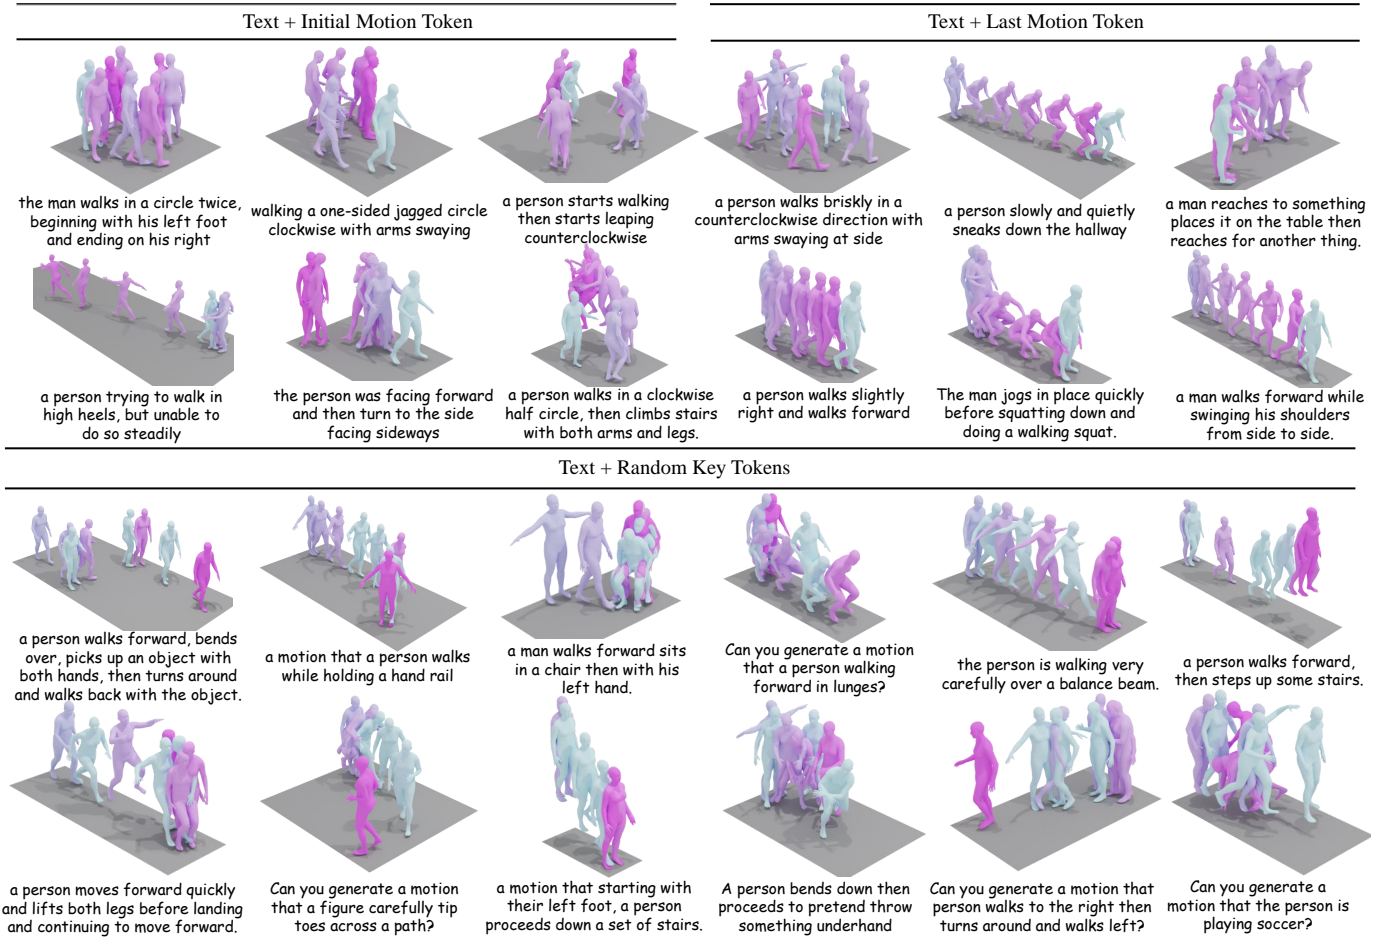 Text + Initial Motion Token
Text + Last Motion Token
the man walks in a circle twice,
beginning with his left foot
and ending on his right
walking a one-sided jagged circle
clockwise with arms swaying
a person starts walking
then starts leaping
counterclockwise
a person walks briskly in a
counterclockwise direction with
arms swaying at side
a person slowly and quietly
sneaks down the hallway
a man reaches to something
places it on the table then
reaches for another thing.
a person trying to walk in
high heels, but unable to
do so steadily
the person was facing forward
and then turn to the side
facing sideways
a person walks in a clockwise
half circle, then climbs stairs
with both arms and legs.
a person walks slightly
right and walks forward
The man jogs in place quickly
before squatting down and
doing a walking squat.
a man walks forward while
swinging his shoulders
from side to side.
Text + Random Key Tokens
a person walks forward, bends
over, picks up an object with
both hands, then turns around
and walks back with the object.
a motion that a person walks
while holding a hand rail
a man walks forward sits
in a chair then with his
left hand.
Can you generate a motion
that a person walking
forward in lunges?
the person is walking very
carefully over a balance beam.
a person walks forward,
then steps up some stairs.
a person moves forward quickly
and lifts both legs before landing
and continuing to move forward.
Can you generate a motion
that a figure carefully tip
toes across a path?
a motion that starting with
their left foot, a person
proceeds down a set of stairs.
A person bends down then
proceeds to pretend throw
something underhand
Can you generate a motion that
person walks to the right then
turns around and walks left?
Can you generate a
motion that the person is
playing soccer?